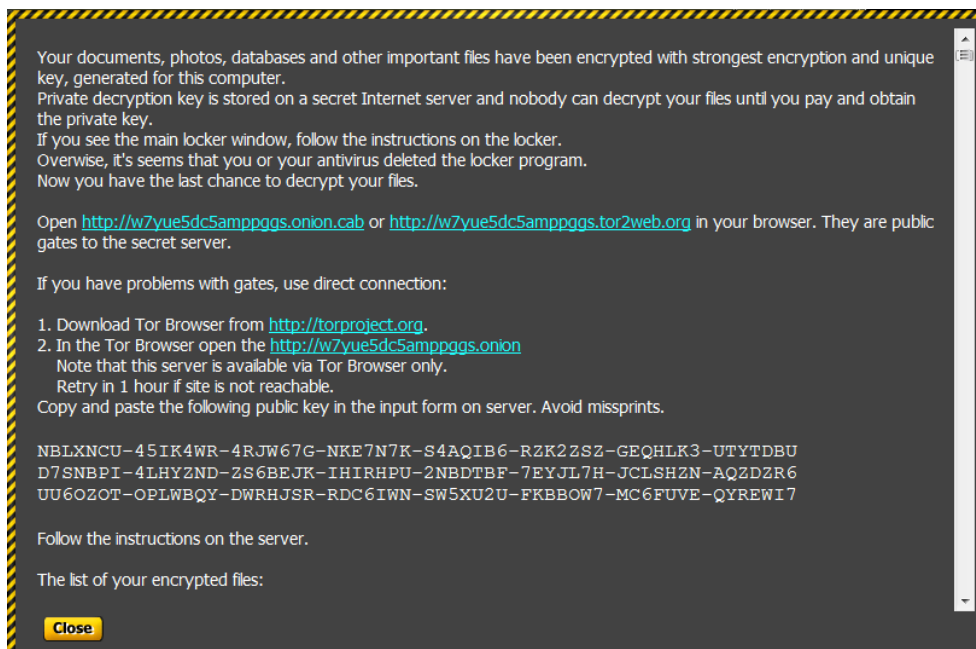 Your documents, photos, databases and other important files have been encrypted with strongest encryption and unique
key, generated for this computer.
Private decryption key is stored on a secret Internet server and nobody can decrypt your files until you pay and obtain
the private key.
If you see the main locker window, follow the instructions on the locker.
Overwise, it's seems that you or your antivirus deleted the locker program.
Now you have the last chance to decrypt your files.
Open http://w7yue5dc5amppggs.onion.cab or http://w7yue5dc5amppggs.tor2web.org in your browser. They are public
gates to the secret server.
If you have problems with gates, use direct connection:
1. Download Tor Browser from http://torproject.org.
2. In the Tor Browser open the http://w7yue5dc5amppggs.onion
Note that this server is available via Tor Browser only.
Retry in 1 hour if site is not reachable.
Copy and paste the following public key in the input form on server. Avoid missprints.
NBLXNCU-45IK4WR-4RJW67G-NKE7N7K-S4AQIB6-RZK2ZSZ-GEQHLK3-UTYTDBU
D7SNBPI-4LHYZND-ZS6BEJK-IHIRHPU-2NBDTBF-7EYJL7H-JCLSHZN-AQZDZR6
UU6OZOT-OPLWBQY-DWRHJSR-RDC6IWN-SW5XU2U-FKBBOW7-MC6FUVE-QYREWI7
Follow the instructions on the server.
The list of your encrypted files:
Close